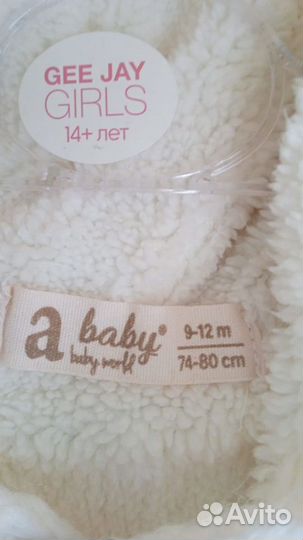 GEE JAY
GIRLS
14+ лет
a baby® 9-12 m
baby world 74-80 cm
Avito